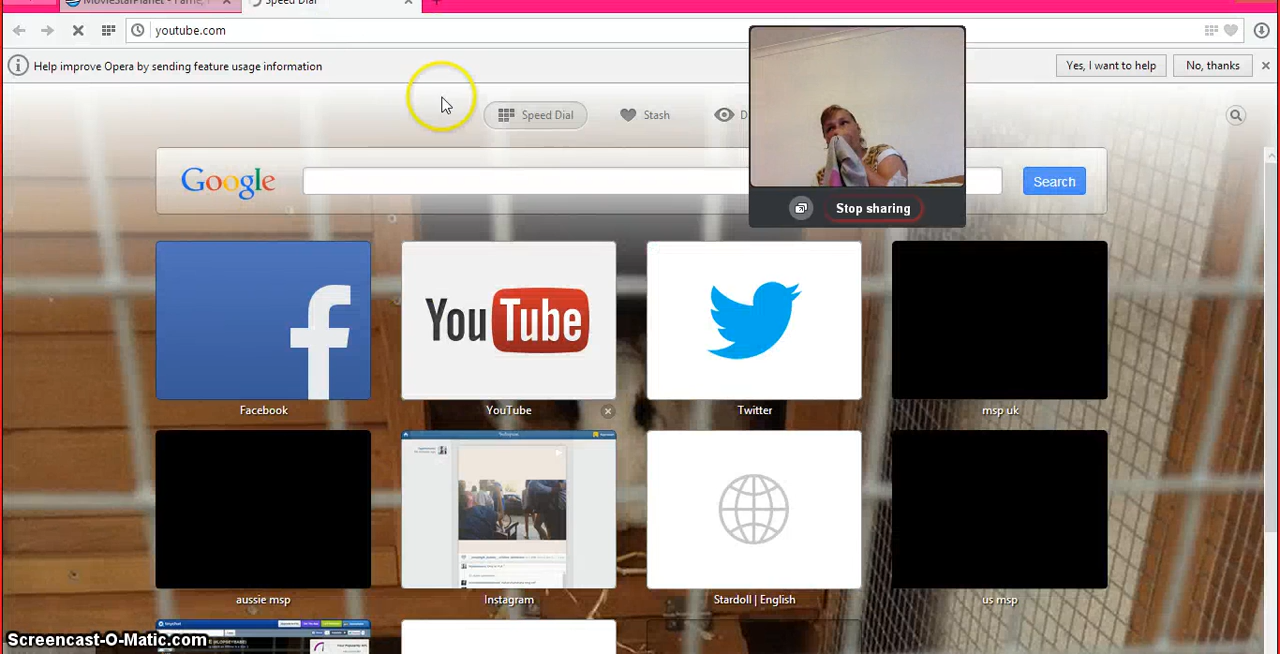 MovieStarPlanet - Fame, F
Speed Dial
youtube.com
Help improve Opera by sending feature usage information
Yes, I want to help
No, thanks
Speed Dial
Stash
D
Google
Search
Stop sharing
f
YouTube
Facebook
YouTube
Twitter
msp uk
Instagram
aussie msp
Instagram
Stardoll | English
us msp
Screencast-O-Matic.com